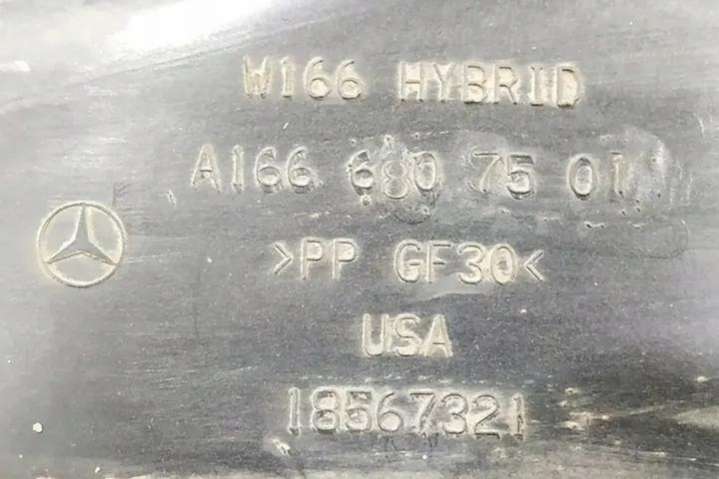 W166 HYBRID
A166 680 75 01
>PP GF30<
USA
18567321